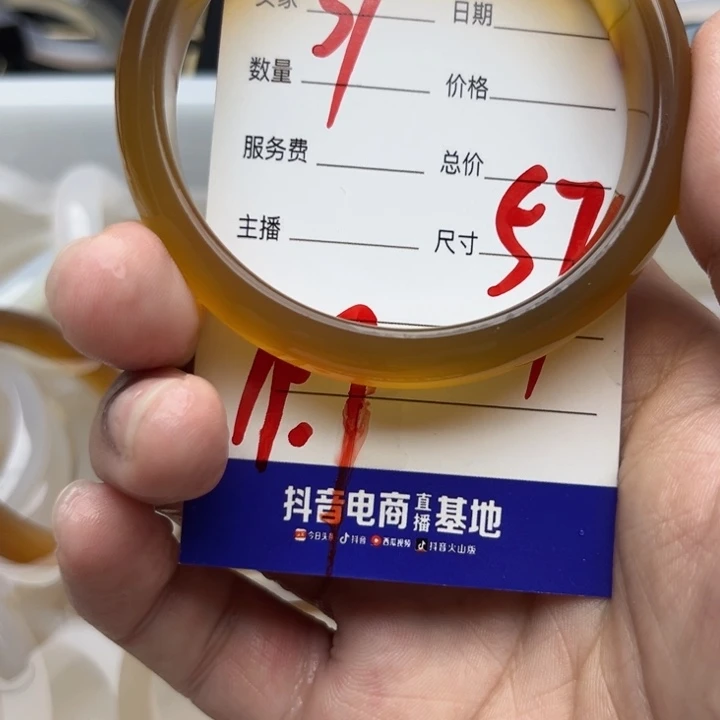 买家 日期
数量 价格
服务费 总价
主播 尺寸 57
抖音电商直播基地
今日头条 抖音 西瓜视频 抖音火山版